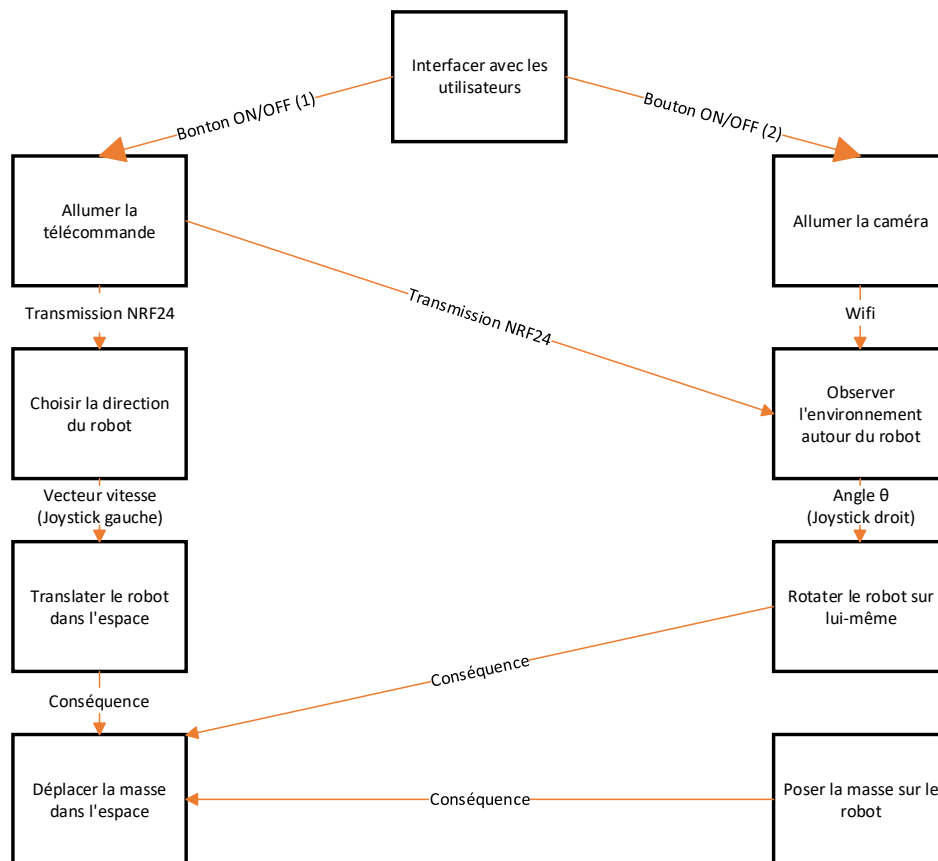 Interfacer avec les
utilisateurs
Bonton ON/OFF (1)
Bouton ON/OFF (2)
Allumer la
télécommande
Allumer la caméra
Transmission NRF24
Transmission NRF24
Wifi
Choisir la direction
du robot
Observer
l'environnement
autour du robot
Vecteur vitesse
(Joystick gauche)
Angle θ
(Joystick droit)
Translater le robot
dans l'espace
Rotater le robot sur
lui-même
Conséquence
Conséquence
Déplacer la masse
dans l'espace
Conséquence
Poser la masse sur le
robot